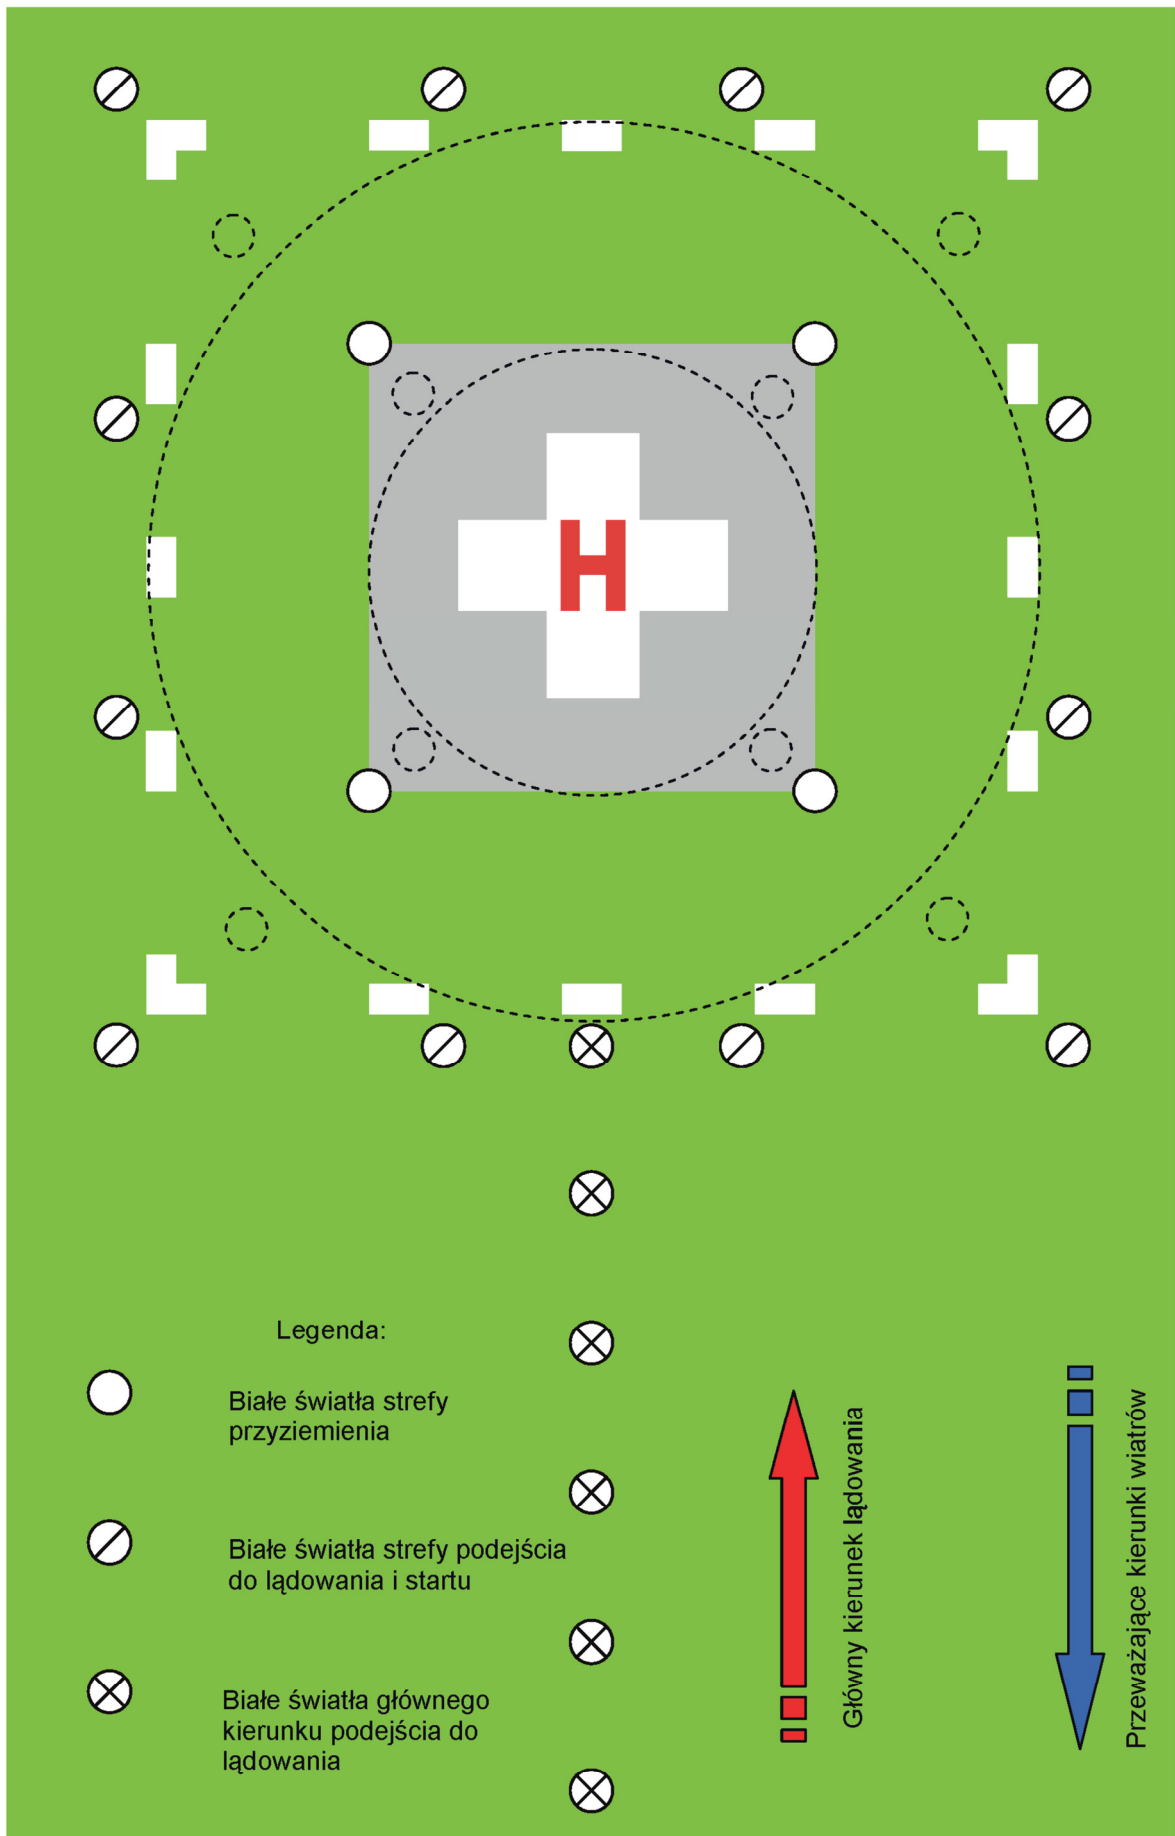 H
Legenda:
Białe światła strefy
przyziemienia
Białe światła strefy podejścia
do lądowania i startu
Białe światła głównego
kierunku podejścia do
lądowania
Główny kierunek lądowania
Przeważające kierunki wiatrów